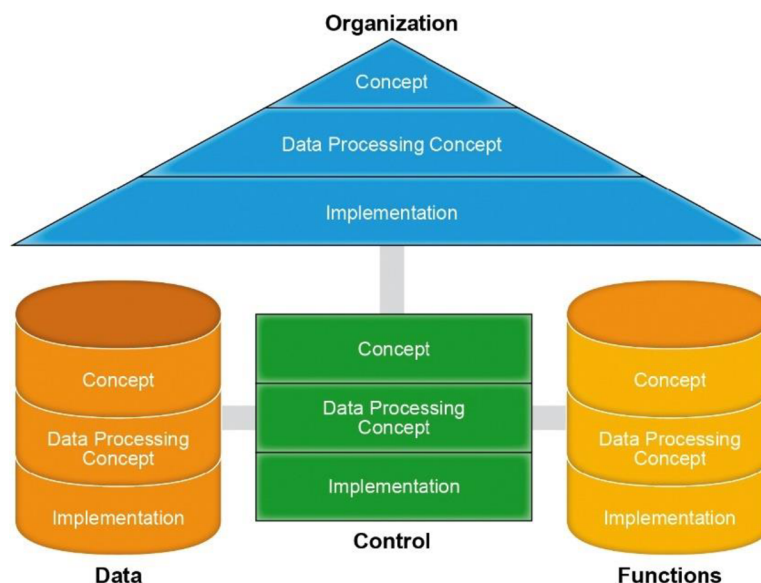 Organization
Concept
Data Processing Concept
Implementation
Concept
Data Processing
Concept
Implementation
Data
Concept
Data Processing
Concept
Implementation
Control
Concept
Data Processing
Concept
Implementation
Functions